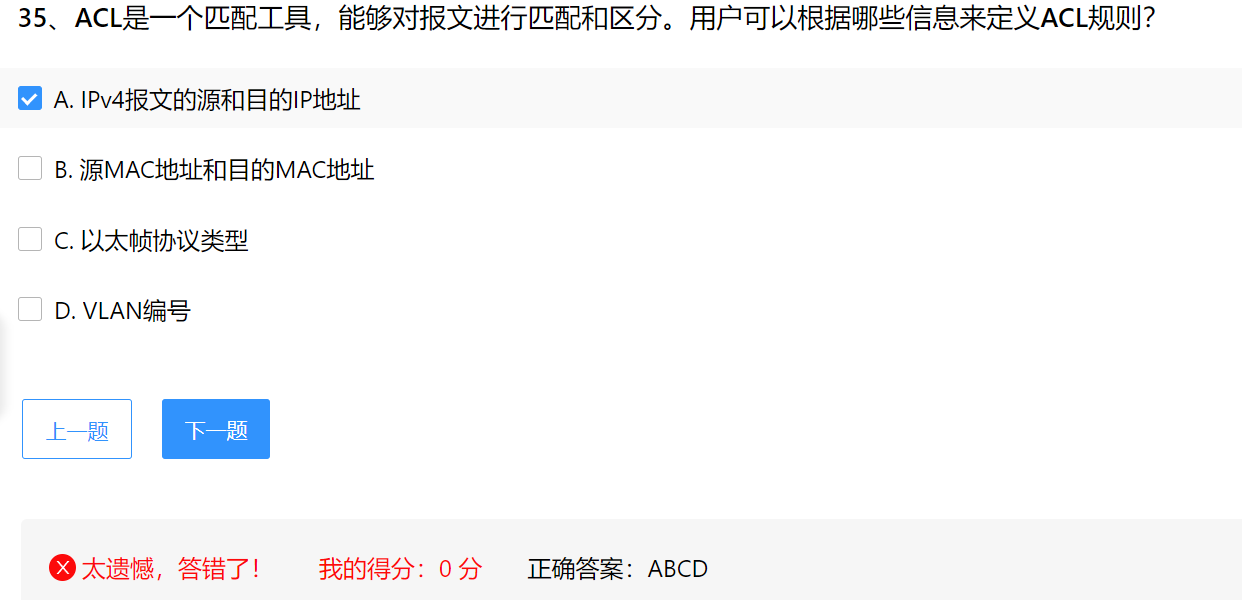 35、ACL是一个匹配工具，能够对报文进行匹配和区分。用户可以根据哪些信息来定义ACL规则？
A. IPv4报文的源和目的IP地址
B. 源MAC地址和目的MAC地址
C. 以太帧协议类型
D. VLAN编号
上一题 下一题
太遗憾，答错了！ 我的得分：0 分 正确答案：ABCD